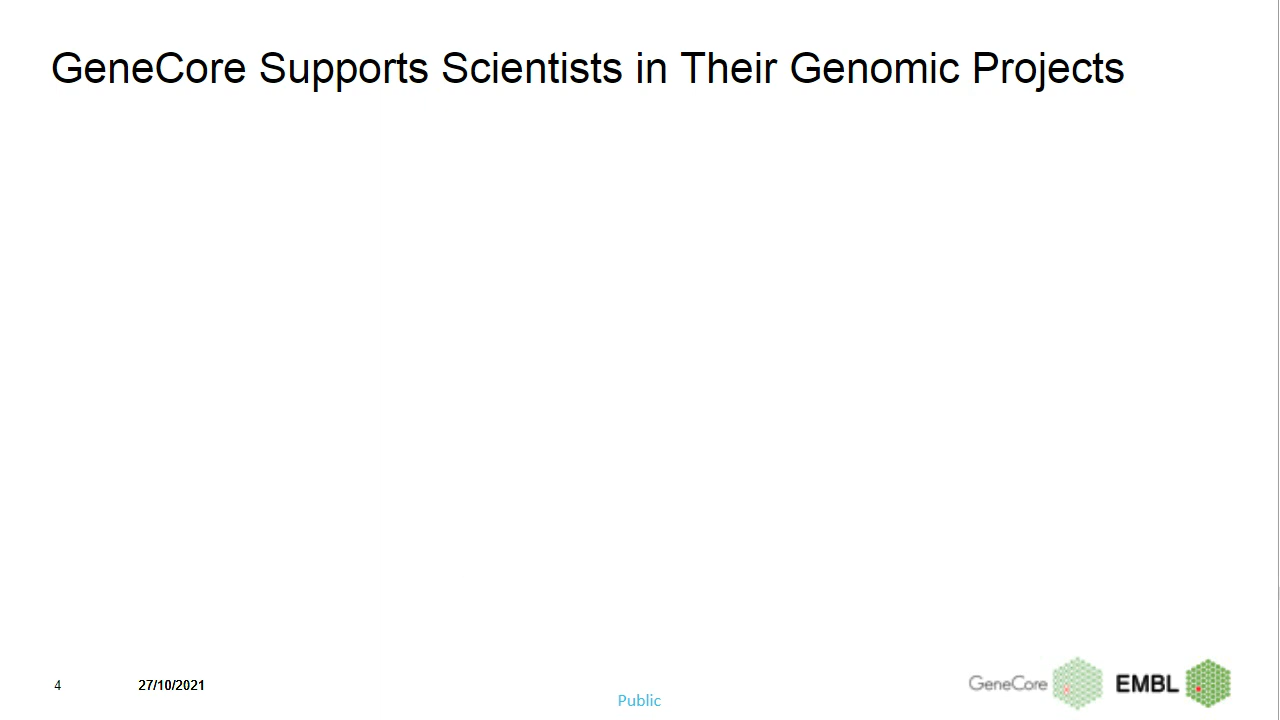 GeneCore Supports Scientists in Their Genomic Projects
4
27/10/2021
Public
GeneCore
EMBL